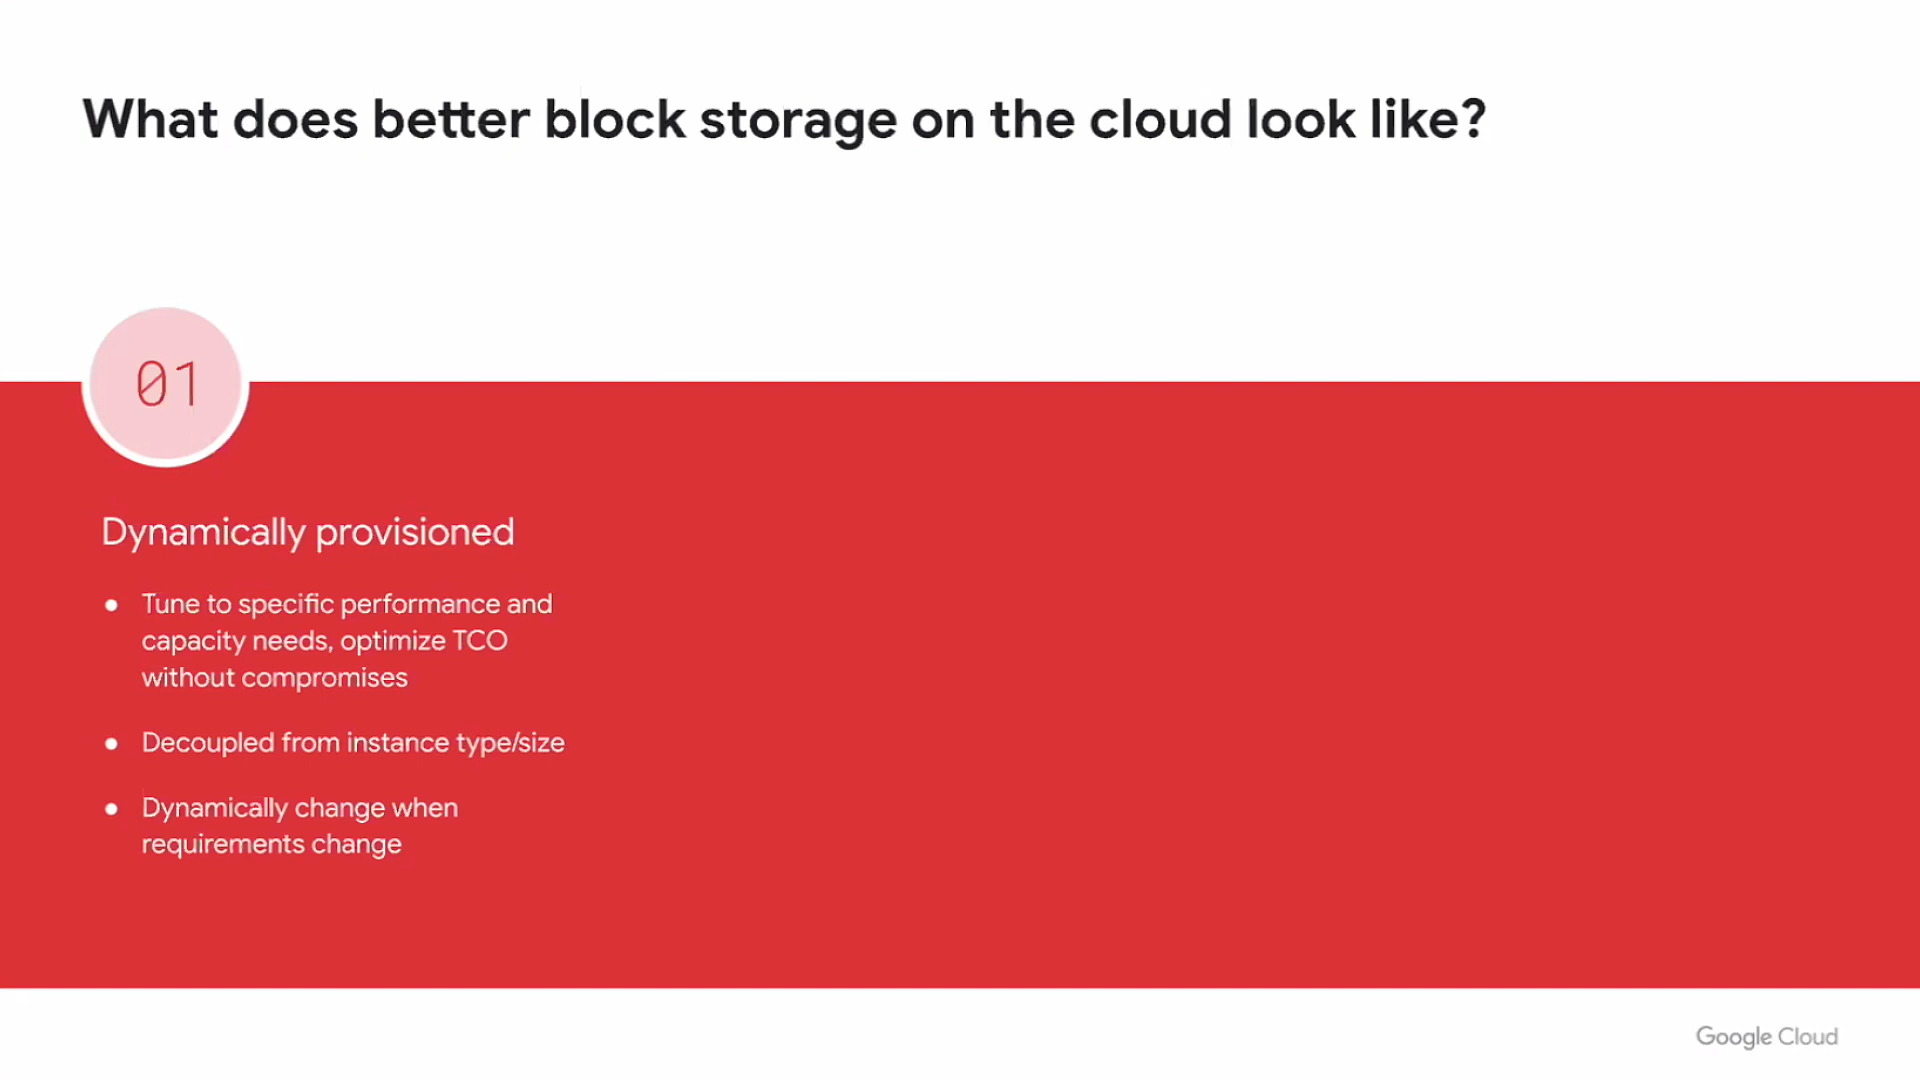 What does better block storage on the cloud look like?
01
Dynamically provisioned
● Tune to specific performance and
capacity needs, optimize TCO
without compromises
● Decoupled from instance type/size
● Dynamically change when
requirements change
Google Cloud